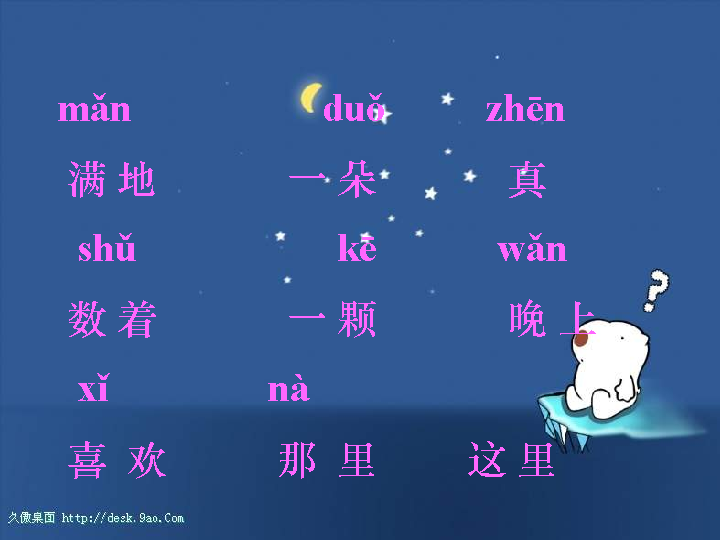 mǎn duǒ zhēn
满地 一朵 真
shǔ kē wǎn
数着 一颗 晚上
xǐ nà
喜欢 那里 这里
?
久傲桌面 http://desk.9ao.Com